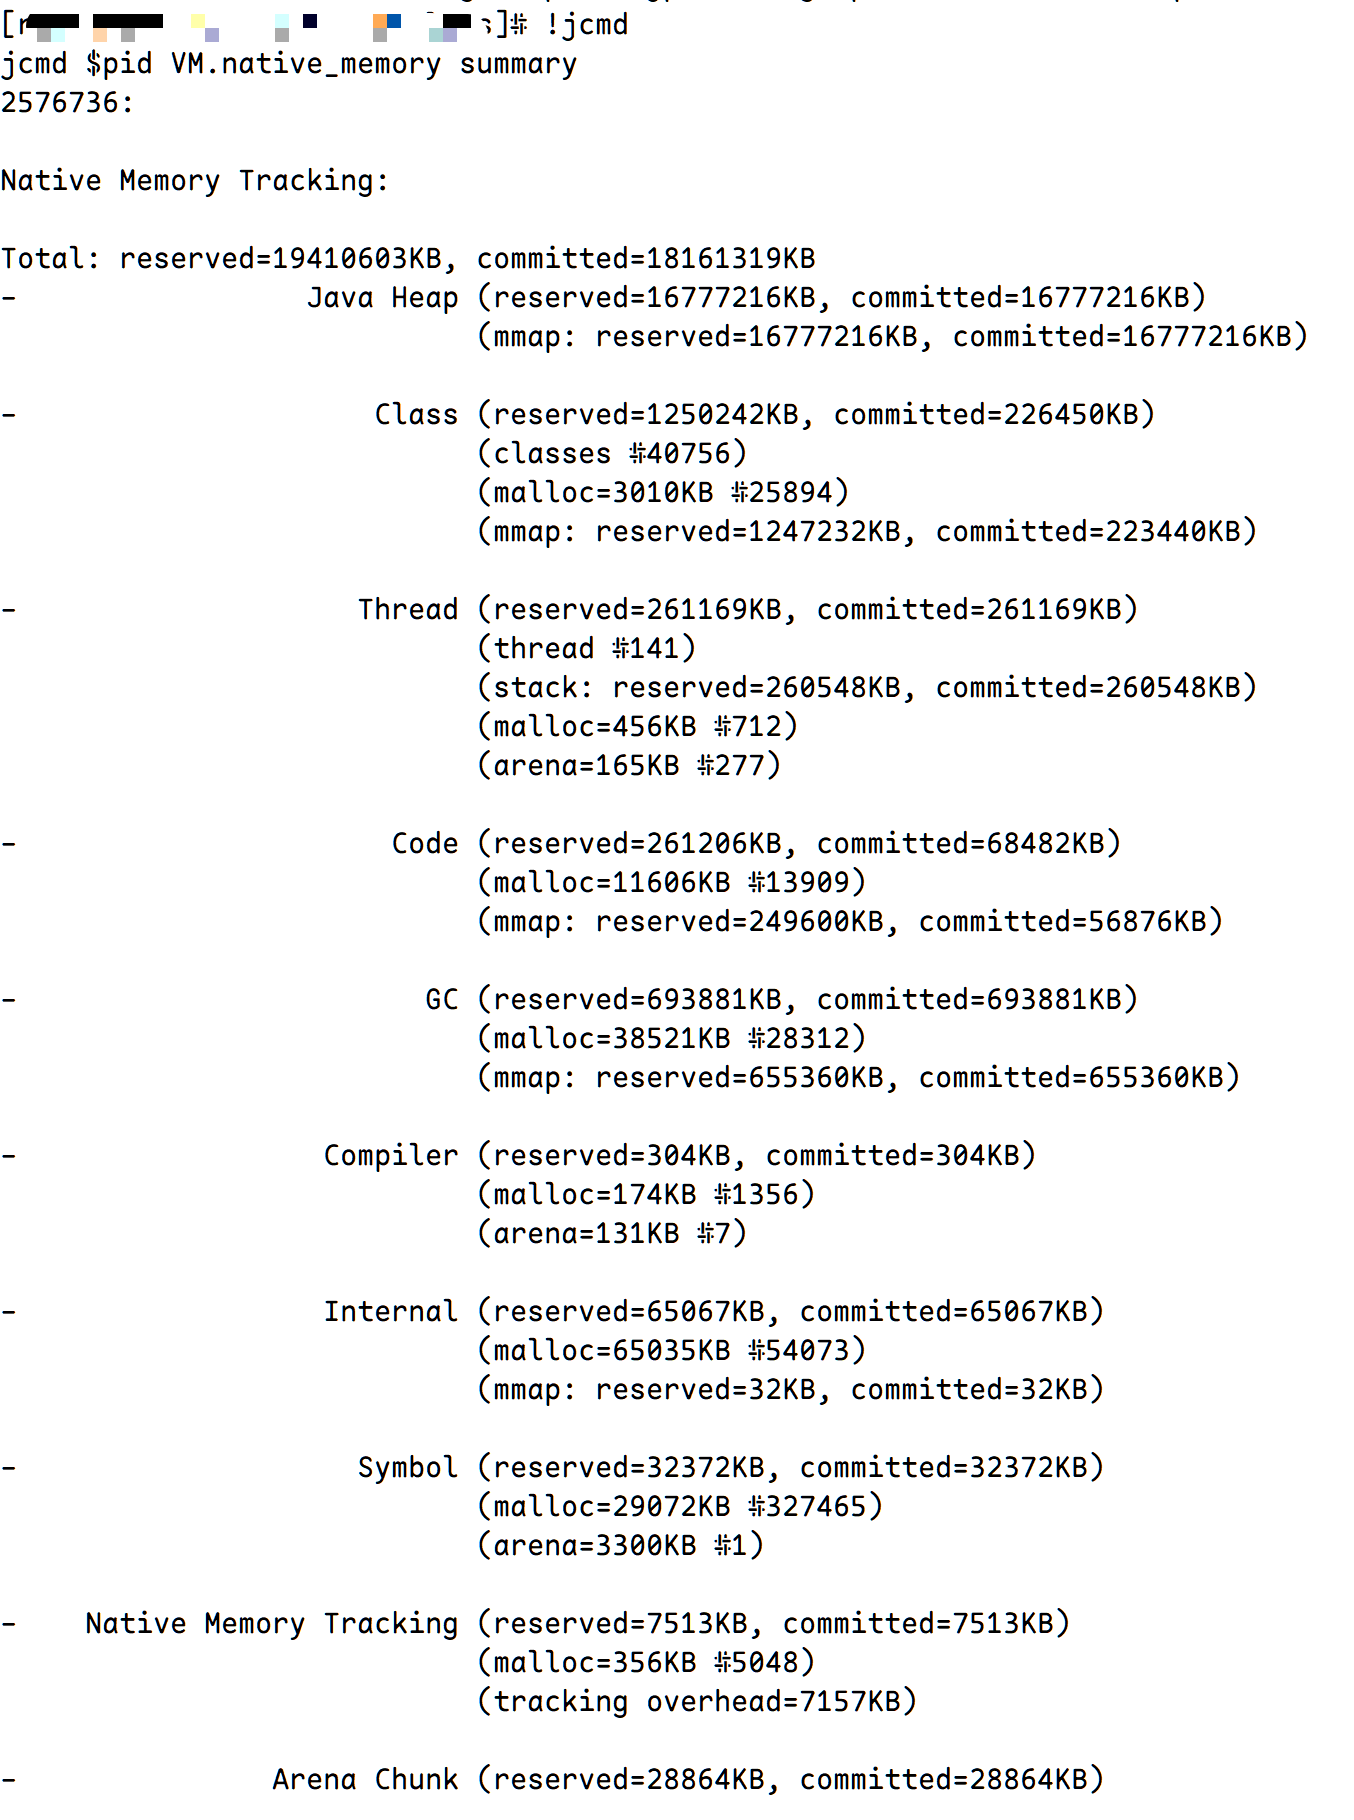 ]# !jcmd
jcmd $pid VM.native_memory summary
2576736:
Native Memory Tracking:
Total: reserved=19410603KB, committed=18161319KB
- Java Heap (reserved=16777216KB, committed=16777216KB)
(mmap: reserved=16777216KB, committed=16777216KB)
- Class (reserved=1250242KB, committed=226450KB)
(classes #40756)
(malloc=3010KB #25894)
(mmap: reserved=1247232KB, committed=223440KB)
- Thread (reserved=261169KB, committed=261169KB)
(thread #141)
(stack: reserved=260548KB, committed=260548KB)
(malloc=456KB #712)
(arena=165KB #277)
- Code (reserved=261206KB, committed=68482KB)
(malloc=11606KB #13909)
(mmap: reserved=249600KB, committed=56876KB)
- GC (reserved=693881KB, committed=693881KB)
(malloc=38521KB #28312)
(mmap: reserved=655360KB, committed=655360KB)
- Compiler (reserved=304KB, committed=304KB)
(malloc=174KB #1356)
(arena=131KB #7)
- Internal (reserved=65067KB, committed=65067KB)
(malloc=65035KB #54073)
(mmap: reserved=32KB, committed=32KB)
- Symbol (reserved=32372KB, committed=32372KB)
(malloc=29072KB #327465)
(arena=3300KB #1)
- Native Memory Tracking (reserved=7513KB, committed=7513KB)
(malloc=356KB #5048)
(tracking overhead=7157KB)
- Arena Chunk (reserved=28864KB, committed=28864KB)